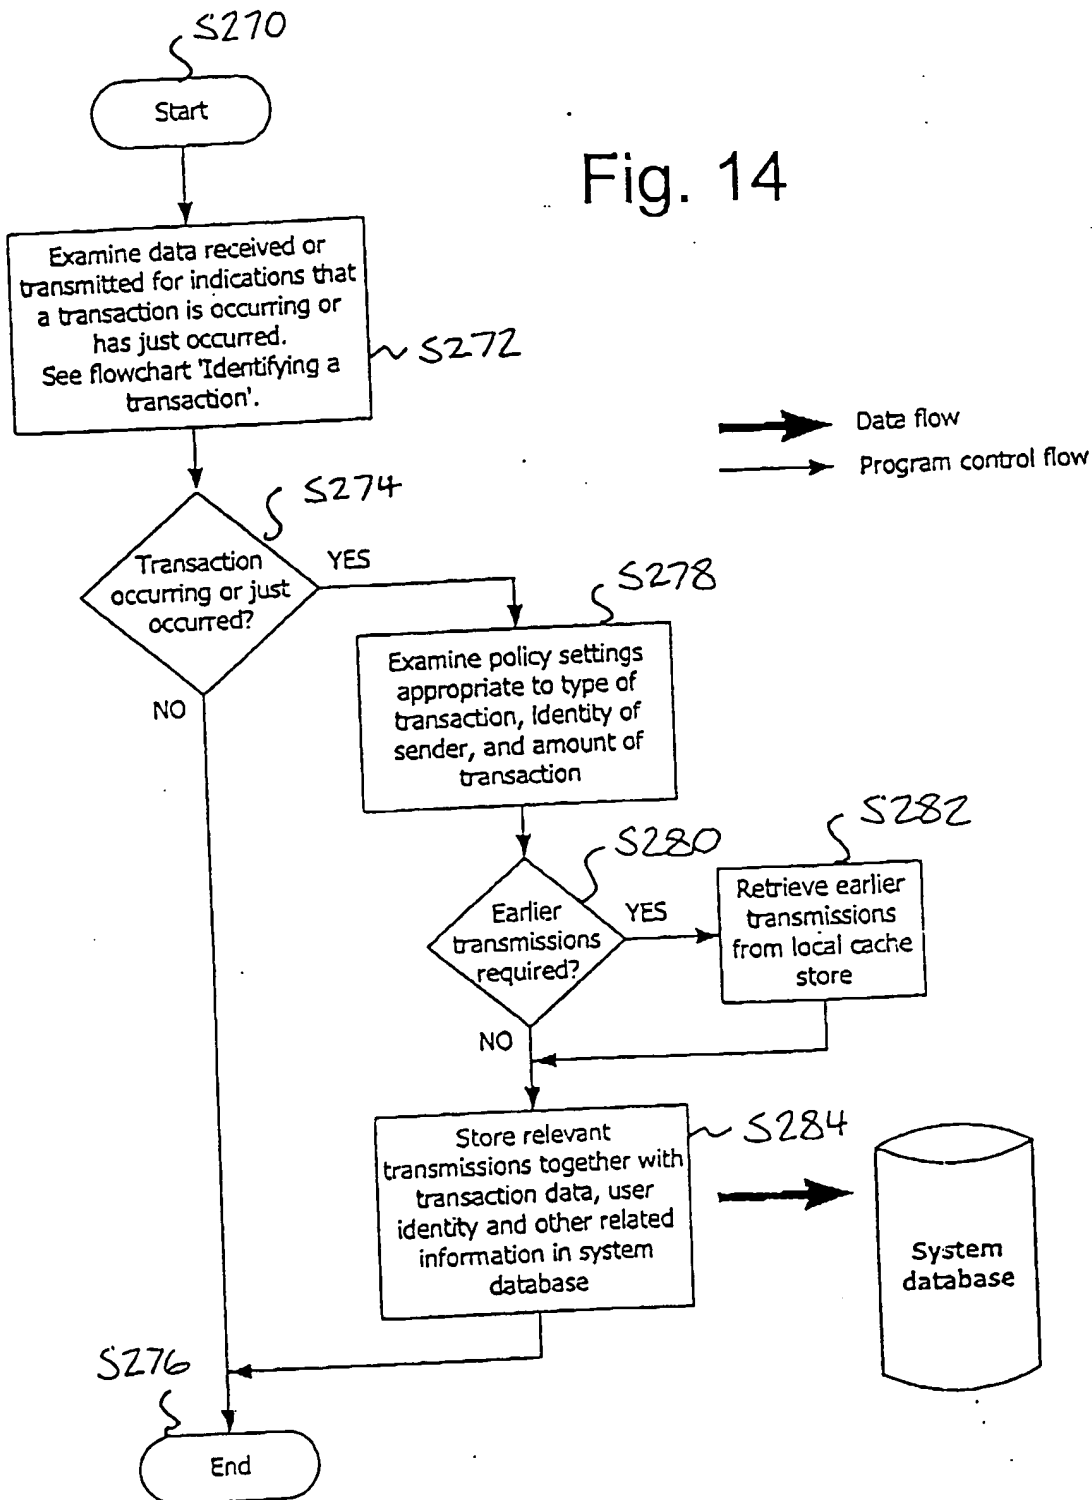 S270
Start
Fig. 14
Examine data received or
transmitted for indications that
a transaction is occurring or
has just occurred.
See flowchart 'Identifying a
transaction'.
S272
Data flow
Program control flow
S274
Transaction
occurring or just
occurred?
YES
NO
S278
Examine policy settings
appropriate to type of
transaction, identity of
sender, and amount of
transaction
S280
Earlier
transmissions
required?
YES
NO
S282
Retrieve earlier
transmissions
from local cache
store
Store relevant
transmissions together with
transaction data, user
identity and other related
information in system
database
S284
System
database
S276
End